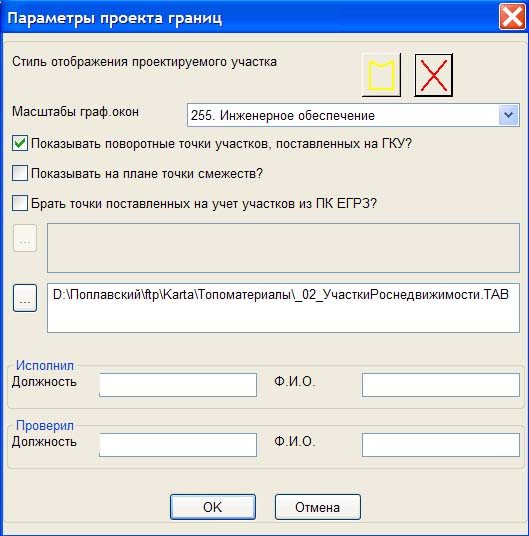 Параметры проекта границ
Стиль отображения проектируемого участка
Масштабы граф.окон
255. Инженерное обеспечение
Показывать поворотные точки участков, поставленных на ГКУ?
Показывать на плане точки смежеств?
Брать точки поставленных на учет участков из ПК ЕГРЗ?
...
... D:\Поплавский\ftp\Karta\Топоматериалы\_02_УчасткиРоснедвижимости.TAB
Исполнил
Должность Ф.И.О.
Проверил
Должность Ф.И.О.
OK Отмена